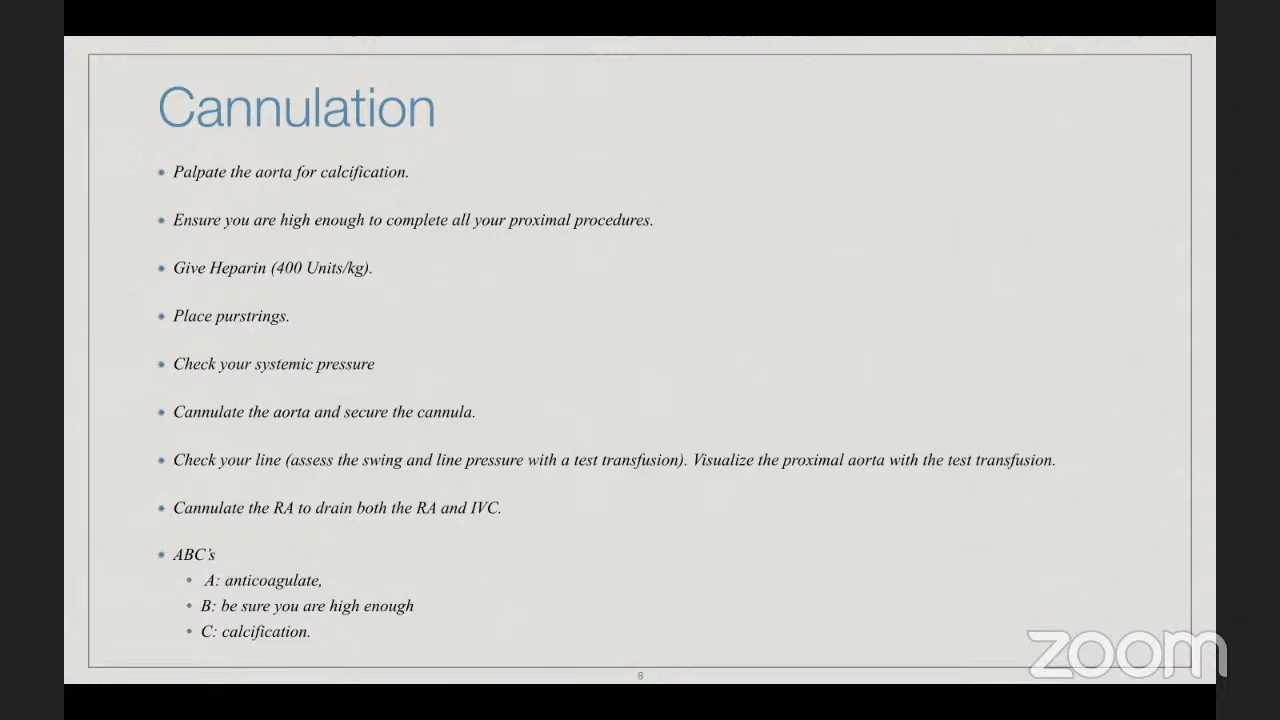 Cannulation
Palpate the aorta for calcification.
Ensure you are high enough to complete all your proximal procedures.
Give Heparin (400 Units/kg).
Place purstrings.
Check your systemic pressure
Cannulate the aorta and secure the cannula.
Check your line (assess the swing and line pressure with a test transfusion). Visualize the proximal aorta with the test transfusion.
Cannulate the RA to drain both the RA and IVC.
ABC's
A: anticoagulate,
B: be sure you are high enough
C: calcification.
zoom
8